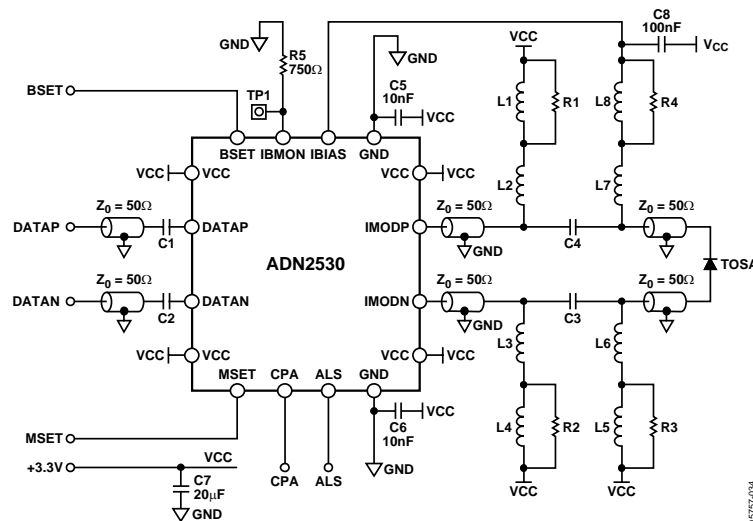 VCC
C8
100nF
VCC
GND
R5
750Ω
GND
TP1
C5
10nF
VCC
BSET
L1
R1
L8
R4
BSET
IBMON
IBIAS
GND
VCC
VCC
VCC
VCC
L2
L7
Z0 = 50Ω
Z0 = 50Ω
Z0 = 50Ω
DATAP
C1
DATAP
IMODP
GND
C4
ADN2530
TOSA
Z0 = 50Ω
Z0 = 50Ω
Z0 = 50Ω
DATAN
C2
DATAN
IMODN
GND
C3
L3
L6
VCC
VCC
VCC
VCC
MSET
CPA
ALS
GND
C6
10nF
VCC
L4
R2
L5
R3
MSET
+3.3V
VCC
C7
20µF
GND
CPA
ALS
GND
VCC
VCC